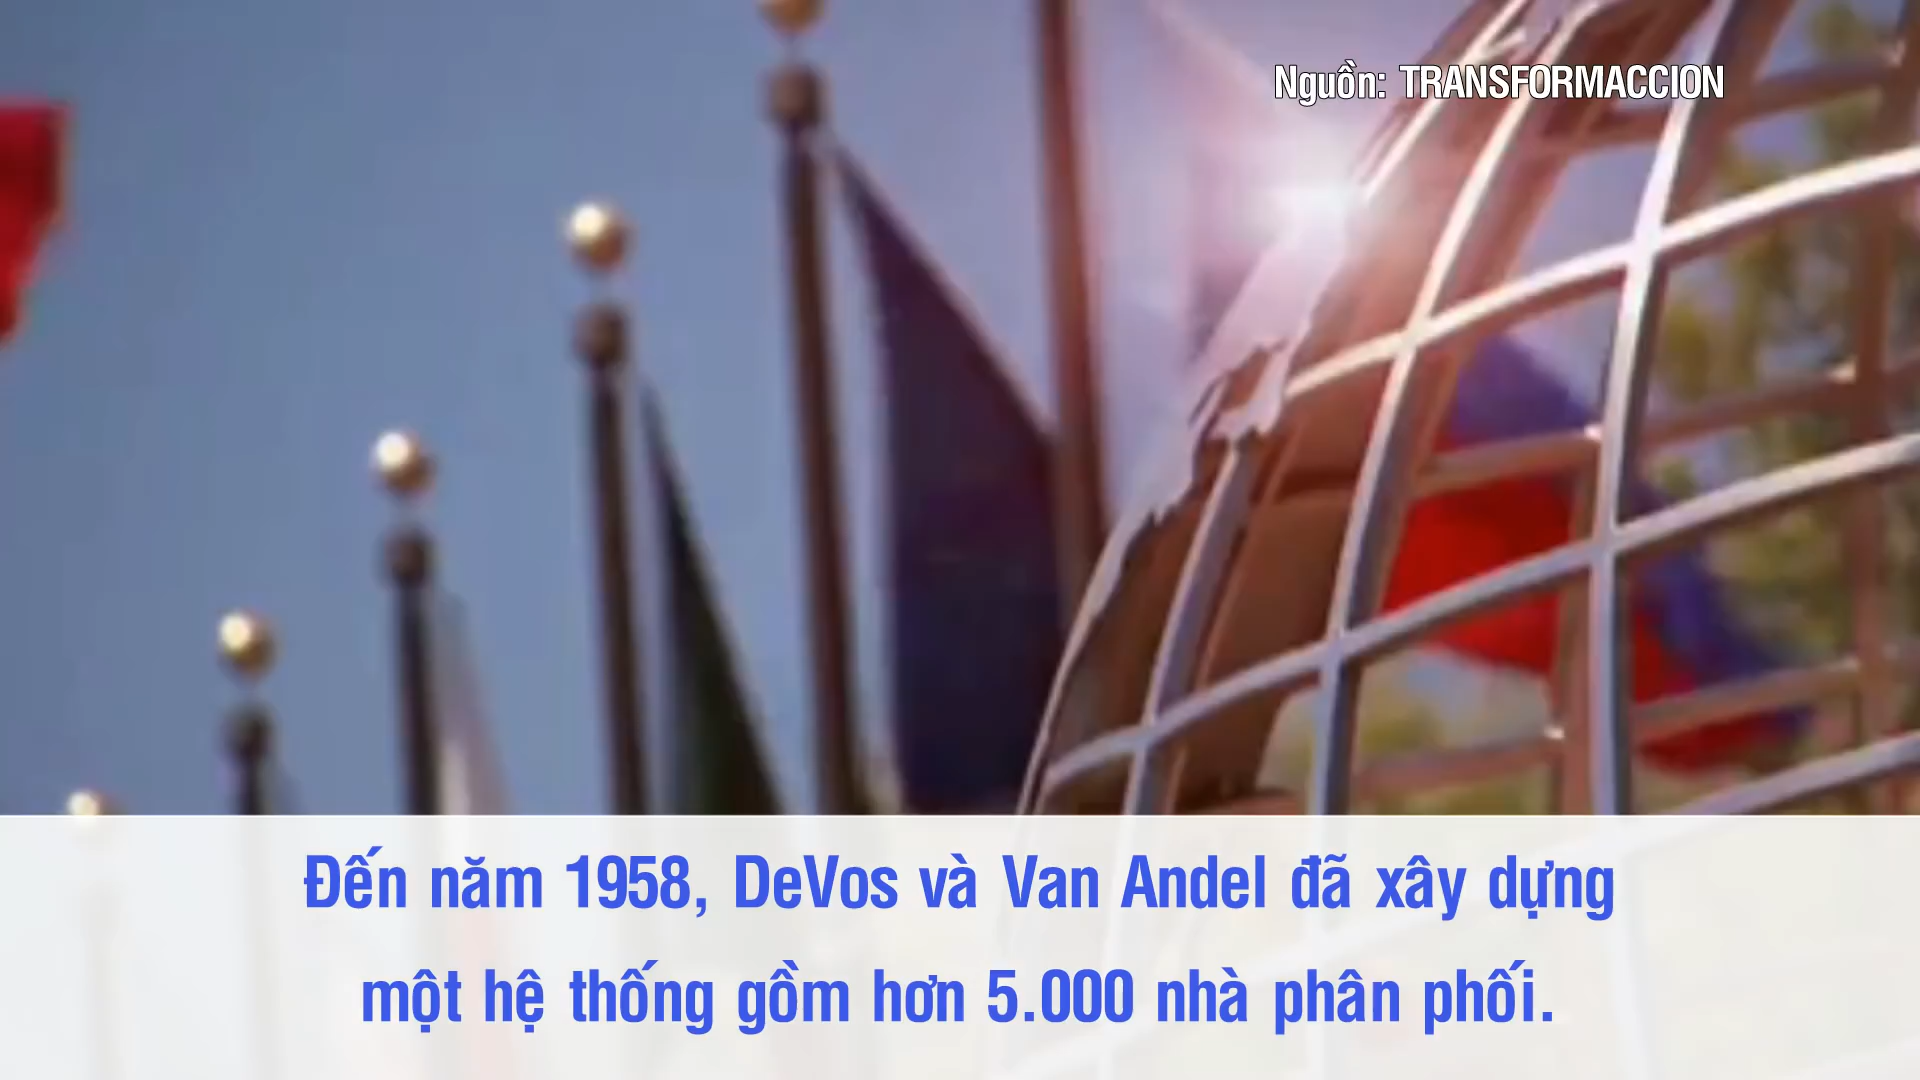 Nguồn: TRANSFORMACCION
Đến năm 1958, DeVos và Van Andel đã xây dựng
một hệ thống gồm hơn 5.000 nhà phân phối.